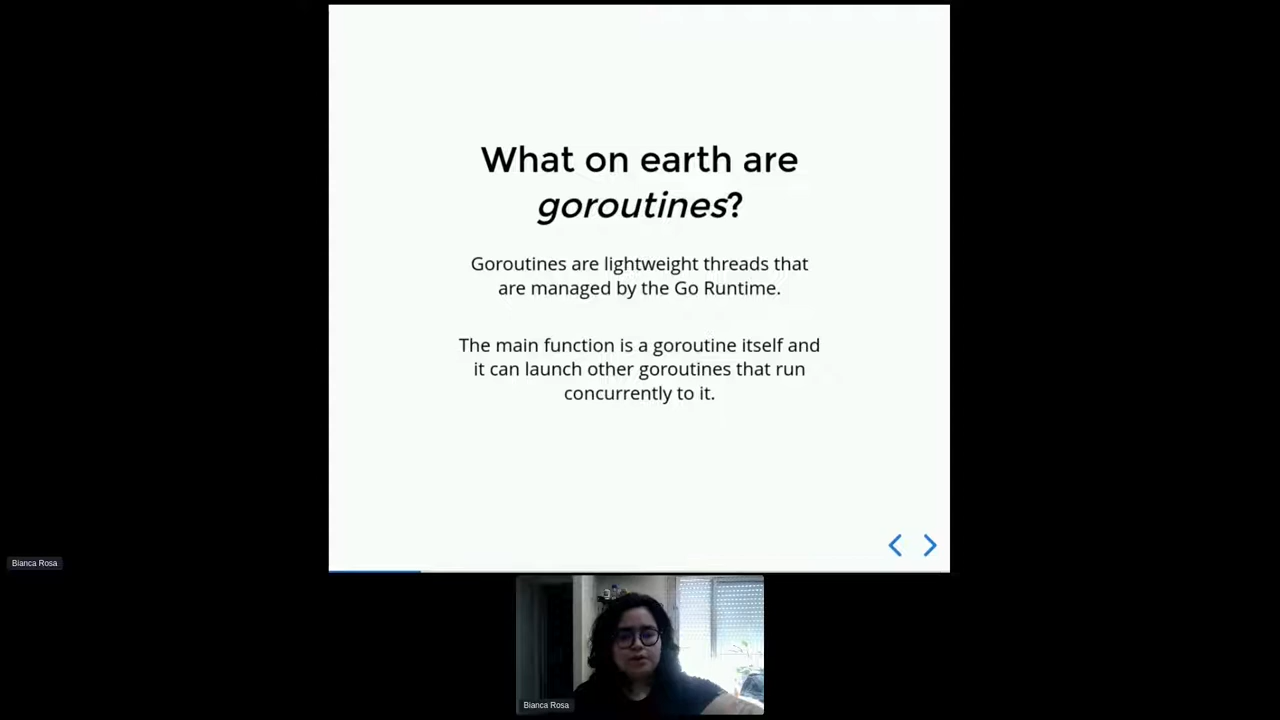 What on earth are
goroutines?
Goroutines are lightweight threads that
are managed by the Go Runtime.
The main function is a goroutine itself and
it can launch other goroutines that run
concurrently to it.
Bianca Rosa
Bianca Rosa